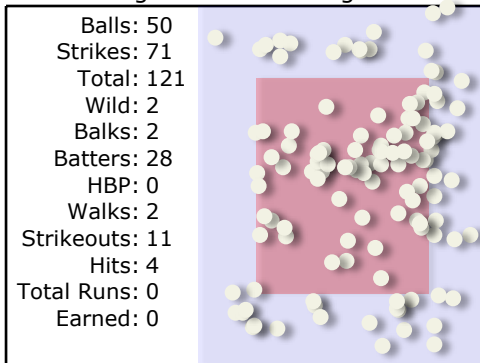 Balls: 50
Strikes: 71
Total: 121
Wild: 2
Balks: 2
Batters: 28
HBP: 0
Walks: 2
Strikeouts: 11
Hits: 4
Total Runs: 0
Earned: 0